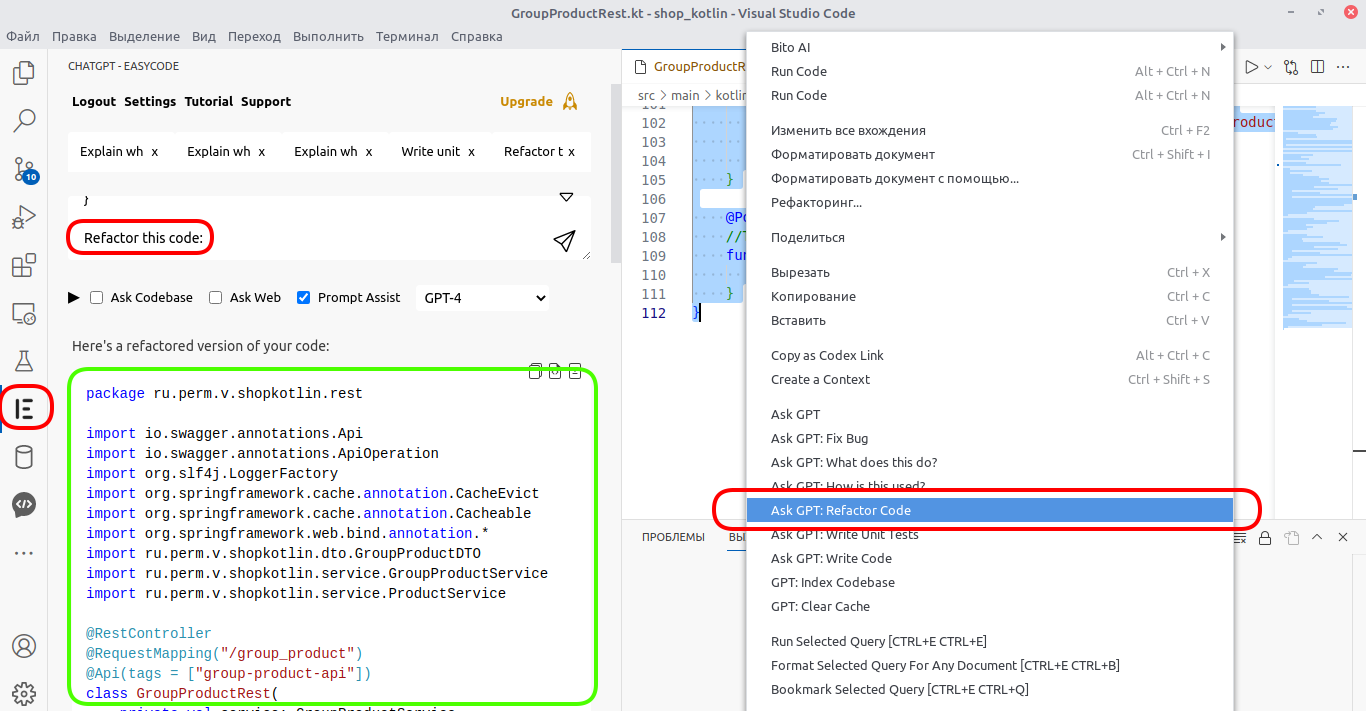 GroupProductRest.kt - shop_kotlin - Visual Studio Code
Файл Правка Выделение Вид Переход Выполнить Терминал Справка
CHATGPT - EASYCODE
Logout Settings Tutorial Support Upgrade
Explain wh x Explain wh x Explain wh x Write unit x Refactor t x
}
Refactor this code:
Ask Codebase Ask Web Prompt Assist GPT-4
Here's a refactored version of your code:
package ru.perm.v.shopkotlin.rest
import io.swagger.annotations.Api
import io.swagger.annotations.ApiOperation
import org.slf4j.LoggerFactory
import org.springframework.cache.annotation.CacheEvict
import org.springframework.cache.annotation.Cacheable
import org.springframework.web.bind.annotation.*
import ru.perm.v.shopkotlin.dto.GroupProductDTO
import ru.perm.v.shopkotlin.service.GroupProductService
import ru.perm.v.shopkotlin.service.ProductService
@RestController
@RequestMapping("/group_product")
@Api(tags = ["group-product-api"])
class GroupProductRest(
private val service: GroupProductService
10
GroupProductR
src > main > kotlin
101
102 roduct
103
104
105 }
106
107 @Po
108 //T
109 fun
110
111 }
112 }
ПРОБЛЕМЫ ВЫ
Bito AI
Run Code Alt + Ctrl + N
Run Code Alt + Ctrl + N
Изменить все вхождения Ctrl + F2
Форматировать документ Ctrl + Shift + I
Форматировать документ с помощью...
Рефакторинг...
Поделиться
Вырезать Ctrl + X
Копирование Ctrl + C
Вставить Ctrl + V
Copy as Codex Link Alt + Ctrl + C
Create a Context Ctrl + Shift + S
Ask GPT
Ask GPT: Fix Bug
Ask GPT: What does this do?
Ask GPT: How is this used?
Ask GPT: Refactor Code
Ask GPT: Write Unit Tests
Ask GPT: Write Code
GPT: Index Codebase
GPT: Clear Cache
Run Selected Query [CTRL+E CTRL+E]
Format Selected Query For Any Document [CTRL+E CTRL+B]
Bookmark Selected Query [CTRL+E CTRL+Q]